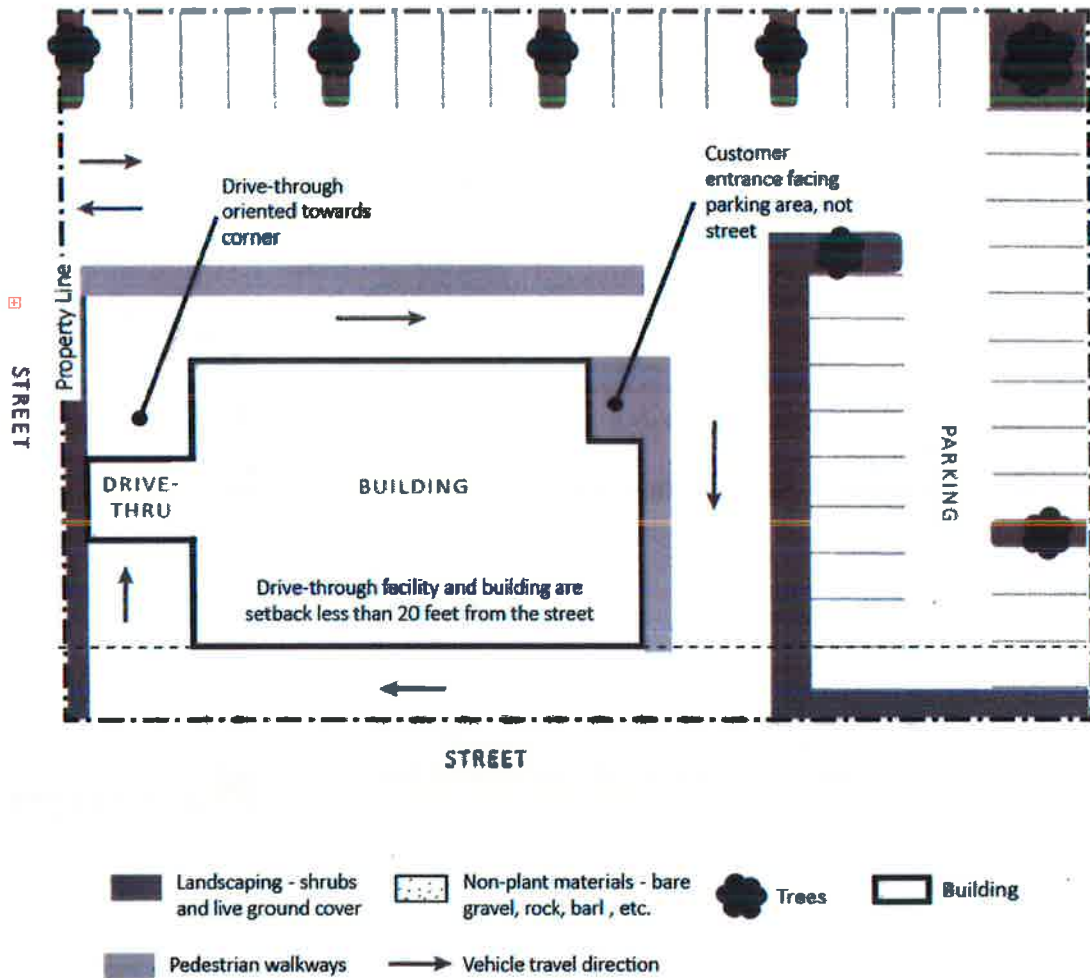 Customer
entrance facing
parking area, not
street
Drive-through
oriented towards
corner
Property Line
STREET
DRIVE-
THRU
BUILDING
PARKING
Drive-through facility and building are
setback less than 20 feet from the street
STREET
Landscaping - shrubs
and live ground cover
Non-plant materials - bare
gravel, rock, barl , etc.
Trees
Building
Pedestrian walkways
Vehicle travel direction